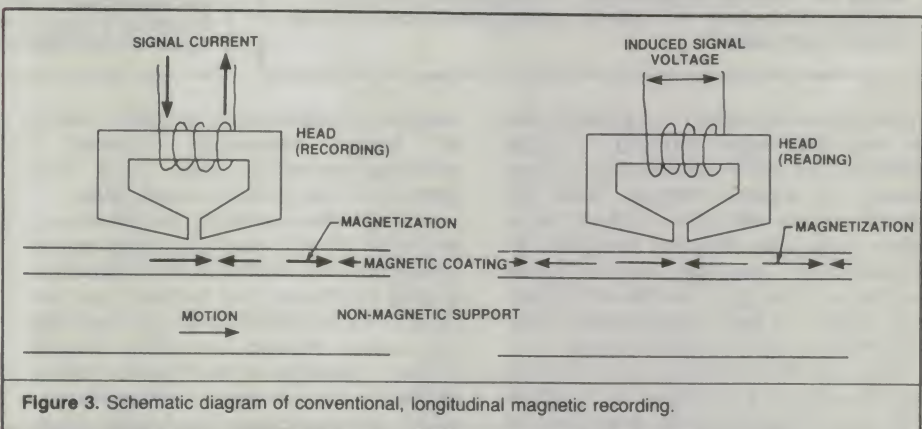 SIGNAL CURRENT
HEAD
(RECORDING)
MAGNETIZATION
MAGNETIC COATING
MOTION
NON-MAGNETIC SUPPORT
INDUCED SIGNAL
VOLTAGE
HEAD
(READING)
MAGNETIZATION
Figure 3. Schematic diagram of conventional, longitudinal magnetic recording.